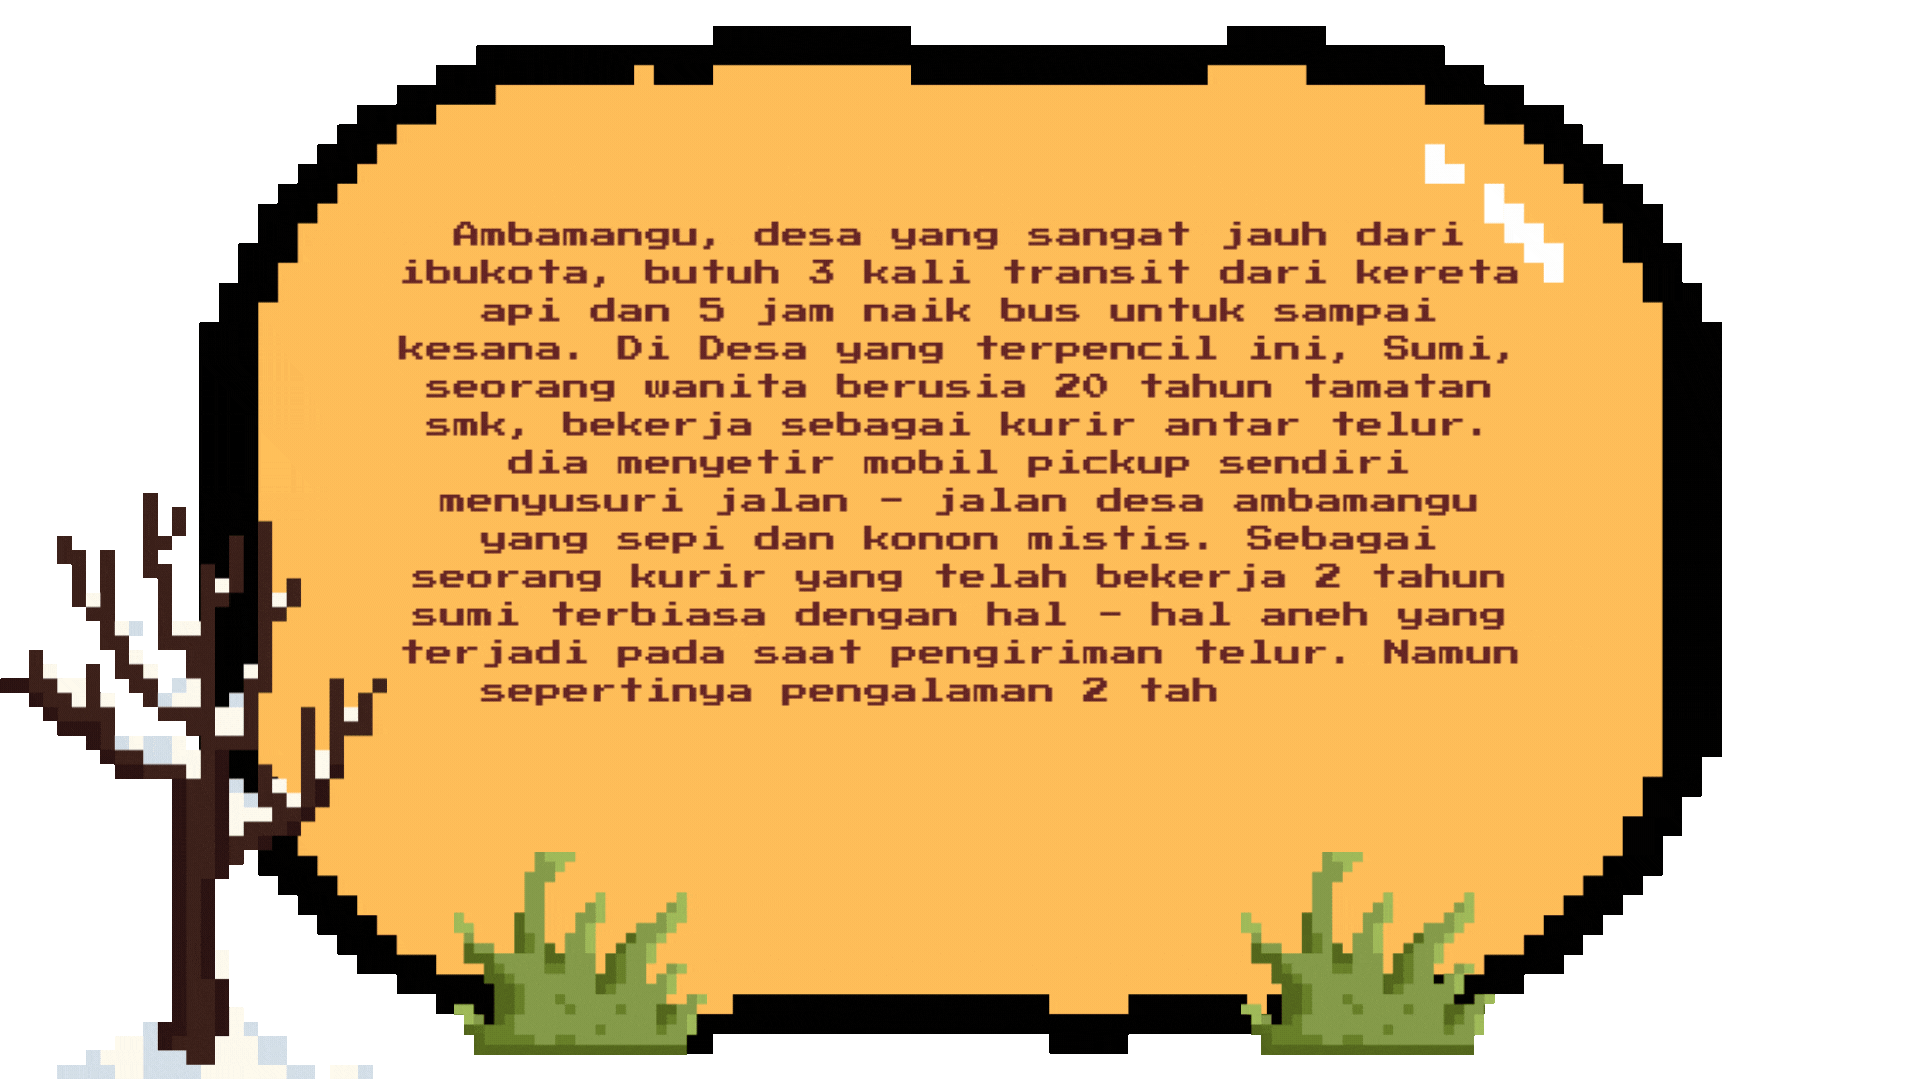 Ambamangu, desa yang sangat jauh dari
ibukota, butuh 3 kali transit dari kereta
api dan 5 jam naik bus untuk sampai
kesana. Di Desa yang terpencil ini, Sumi,
seorang wanita berusia 20 tahun tamatan
smk, bekerja sebagai kurir antar telur.
dia menyetir mobil pickup sendiri
menyusuri jalan - jalan desa ambamangu
yang sepi dan konon mistis. Sebagai
seorang kurir yang telah bekerja 2 tahun
sumi terbiasa dengan hal - hal aneh yang
terjadi pada saat pengiriman telur. Namun
sepertinya pengalaman 2 tah